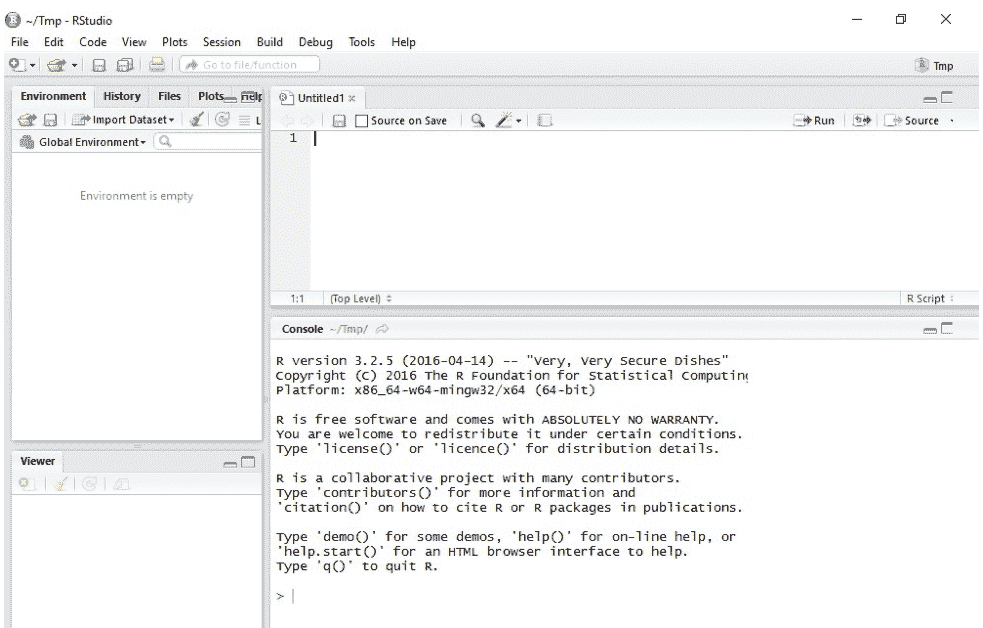 ~/Tmp - RStudio
File Edit Code View Plots Session Build Debug Tools Help
Go to file/function
Tmp
Environment History Files Plots Help
Import Dataset
Global Environment
Environment is empty
Viewer
Untitled1
Source on Save
Run
Source
1
1:1 (Top Level)
R Script
Console ~/Tmp/
R version 3.2.5 (2016-04-14) -- "Very, Very Secure Dishes"
Copyright (C) 2016 The R Foundation for Statistical Computing
Platform: x86_64-w64-mingw32/x64 (64-bit)
R is free software and comes with ABSOLUTELY NO WARRANTY.
You are welcome to redistribute it under certain conditions.
Type 'license()' or 'licence()' for distribution details.
R is a collaborative project with many contributors.
Type 'contributors()' for more information and
'citation()' on how to cite R or R packages in publications.
Type 'demo()' for some demos, 'help()' for on-line help, or
'help.start()' for an HTML browser interface to help.
Type 'q()' to quit R.
>